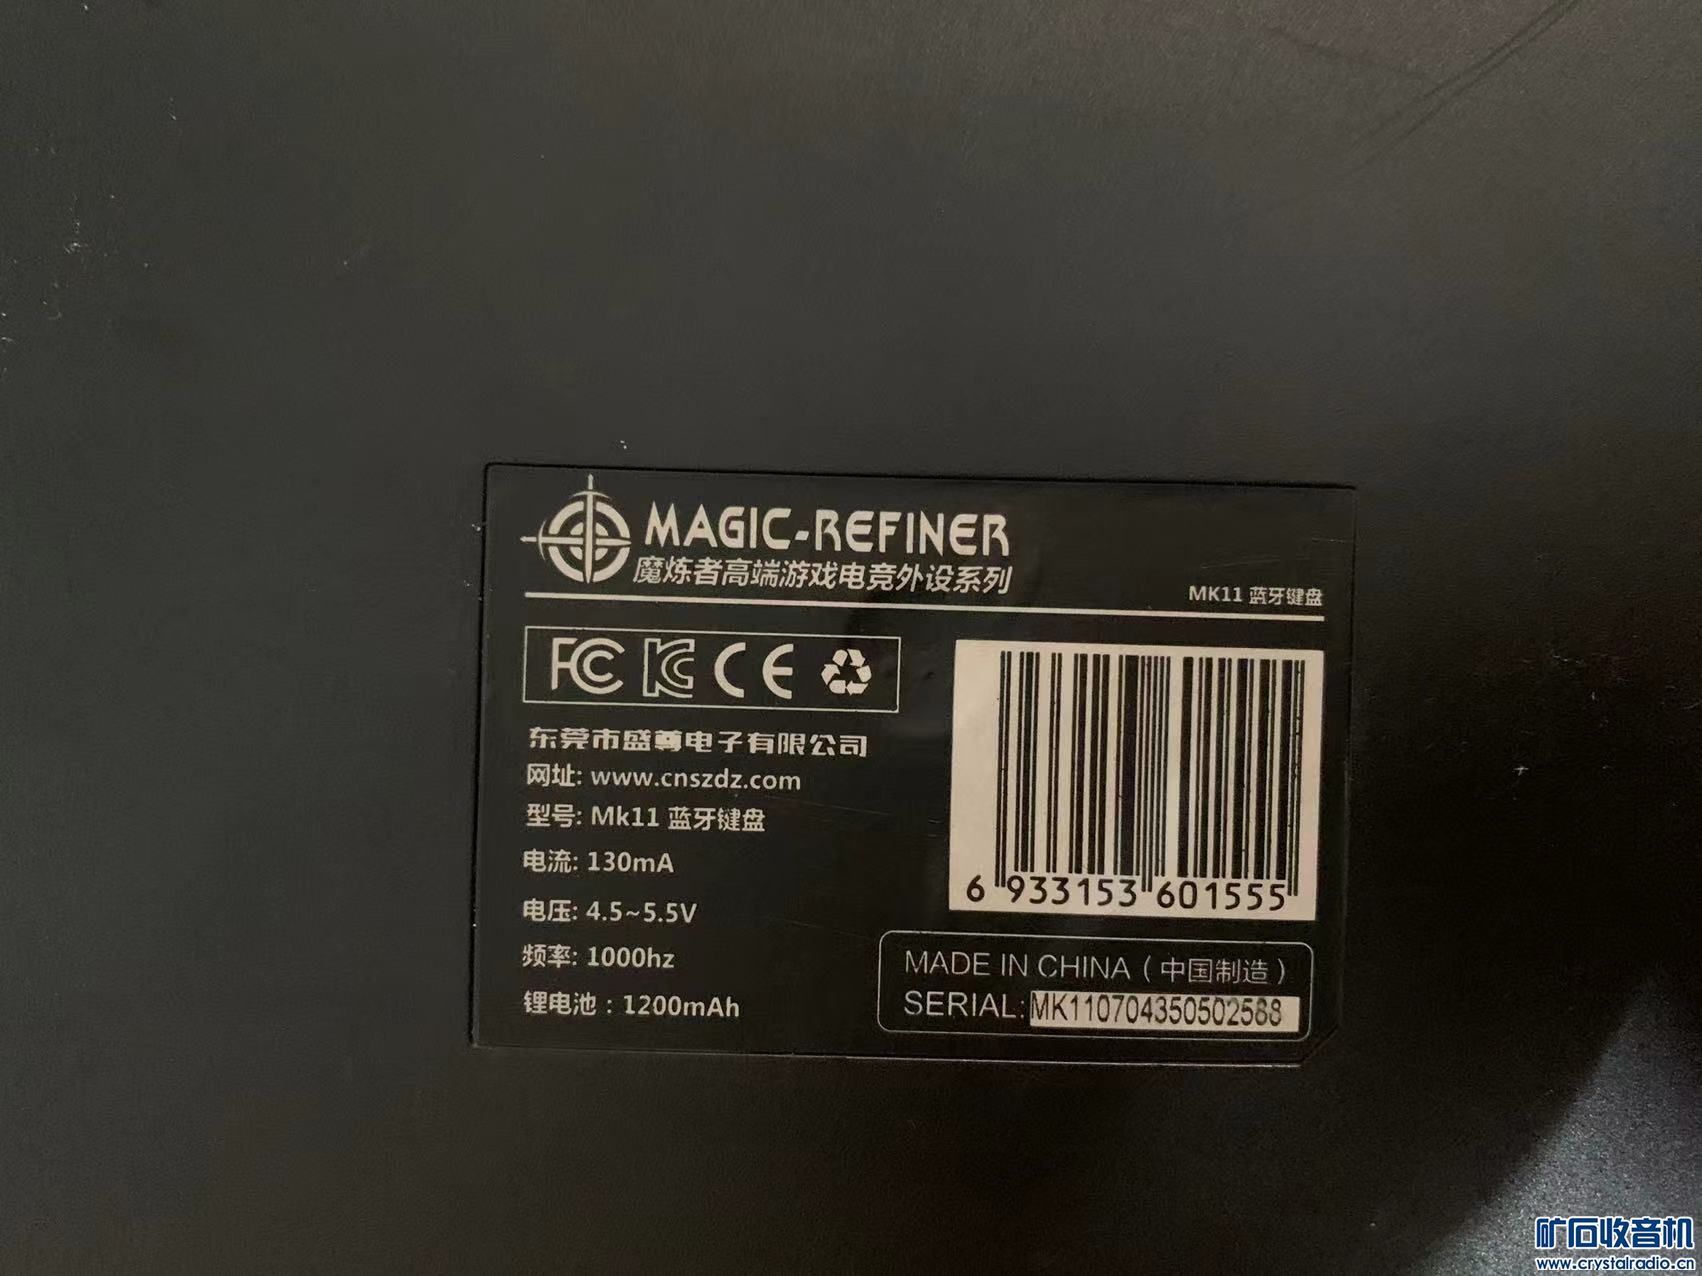 MAGIC-REFINER
魔炼者高端游戏电竞外设系列
MK11 蓝牙键盘
FC KC CE
东莞市盛尊电子有限公司
网址: www.cnszdz.com
型号: Mk11 蓝牙键盘
电流: 130mA
电压: 4.5~5.5V
频率: 1000hz
锂电池：1200mAh
6 933153 601555
MADE IN CHINA（中国制造）
SERIAL:MK110704350502588
矿石收音机
www.crystalradio.cn